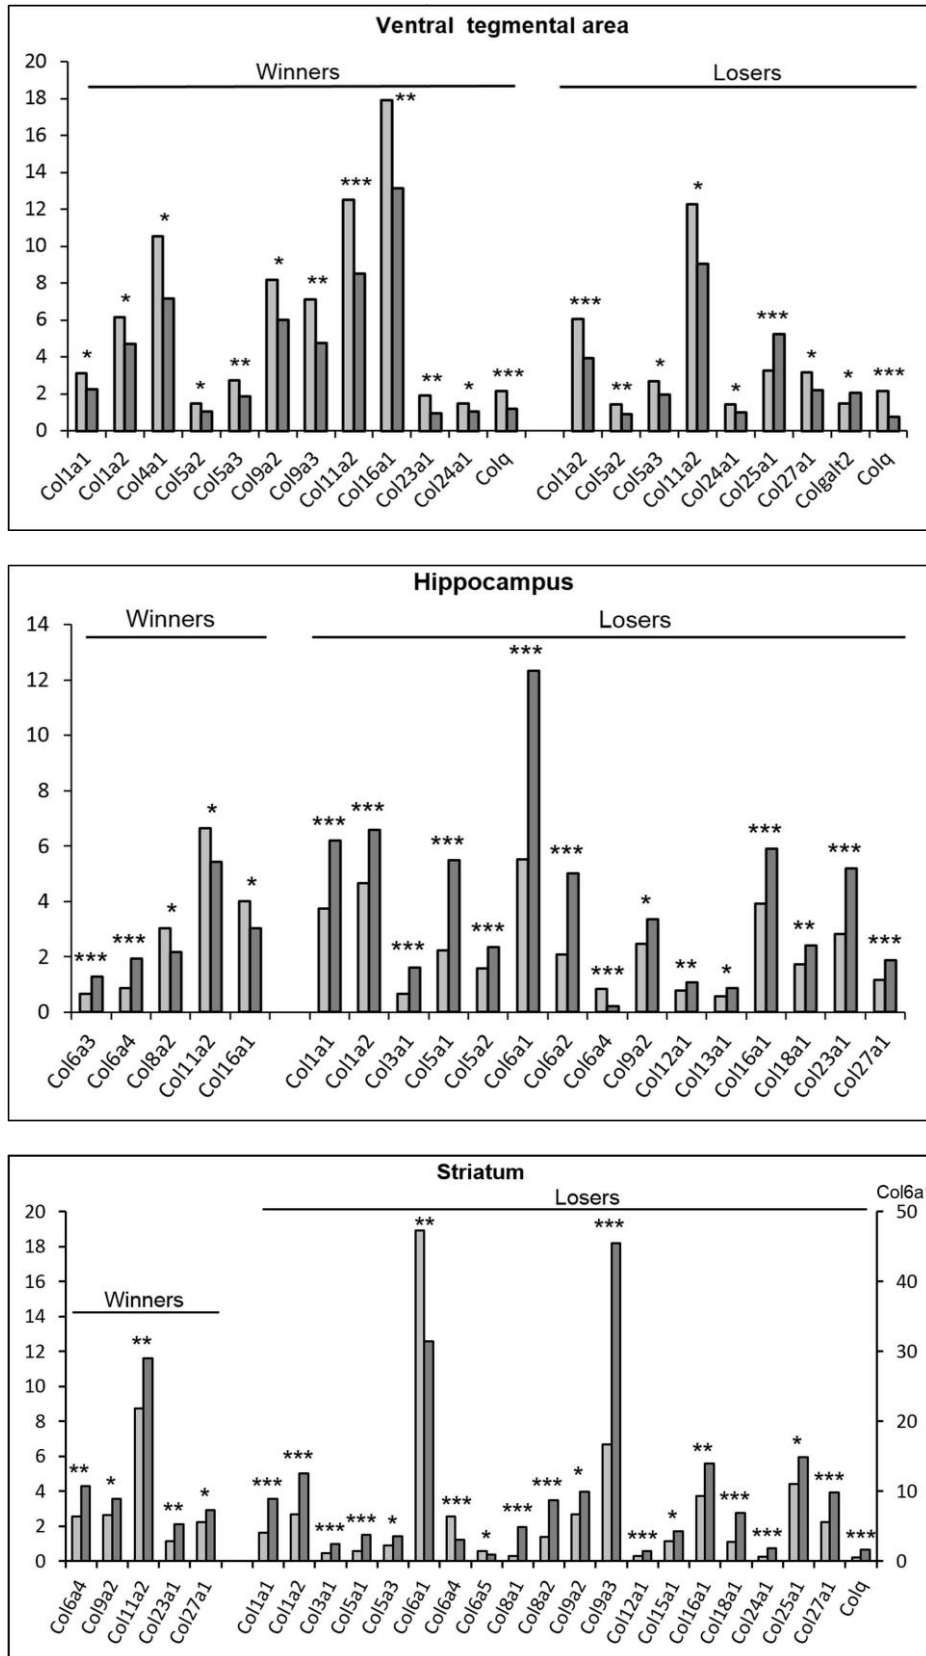 Ventral tegmental area
Winners
Losers
20
18
16
14
12
10
8
6
4
2
0
* * * * ** * ** *** ** ** * ***
*** ** * * * *** * * ***
Col1a1 Col1a2 Col4a1 Col5a2 Col5a3 Col9a2 Col9a3 Col11a2 Col16a1 Col23a1 Col24a1 Colq
Col1a2 Col5a2 Col5a3 Col11a2 Col24a1 Col25a1 Col27a1 Colgalt2 Colq
Hippocampus
Winners
Losers
14
12
10
8
6
4
2
0
*** *** * * *
*** *** *** *** *** *** *** *** * ** * *** ** *** ***
Col6a3 Col6a4 Col8a2 Col11a2 Col16a1
Col1a1 Col1a2 Col3a1 Col5a1 Col5a2 Col6a1 Col6a2 Col6a4 Col9a2 Col12a1 Col13a1 Col16a1 Col18a1 Col23a1 Col27a1
Striatum
Winners
Losers
Col6a1
20
18
16
14
12
10
8
6
4
2
0
50
40
30
20
10
0
** * ** ** *
*** *** *** *** * ** *** * *** *** * *** *** * ** *** *** * *** ***
Col6a4 Col9a2 Col11a2 Col23a1 Col27a1
Col1a1 Col1a2 Col3a1 Col5a1 Col5a3 Col6a1 Col6a4 Col6a5 Col8a1 Col8a2 Col9a2 Col9a3 Col12a1 Col15a1 Col16a1 Col18a1 Col24a1 Col25a1 Col27a1 Colq